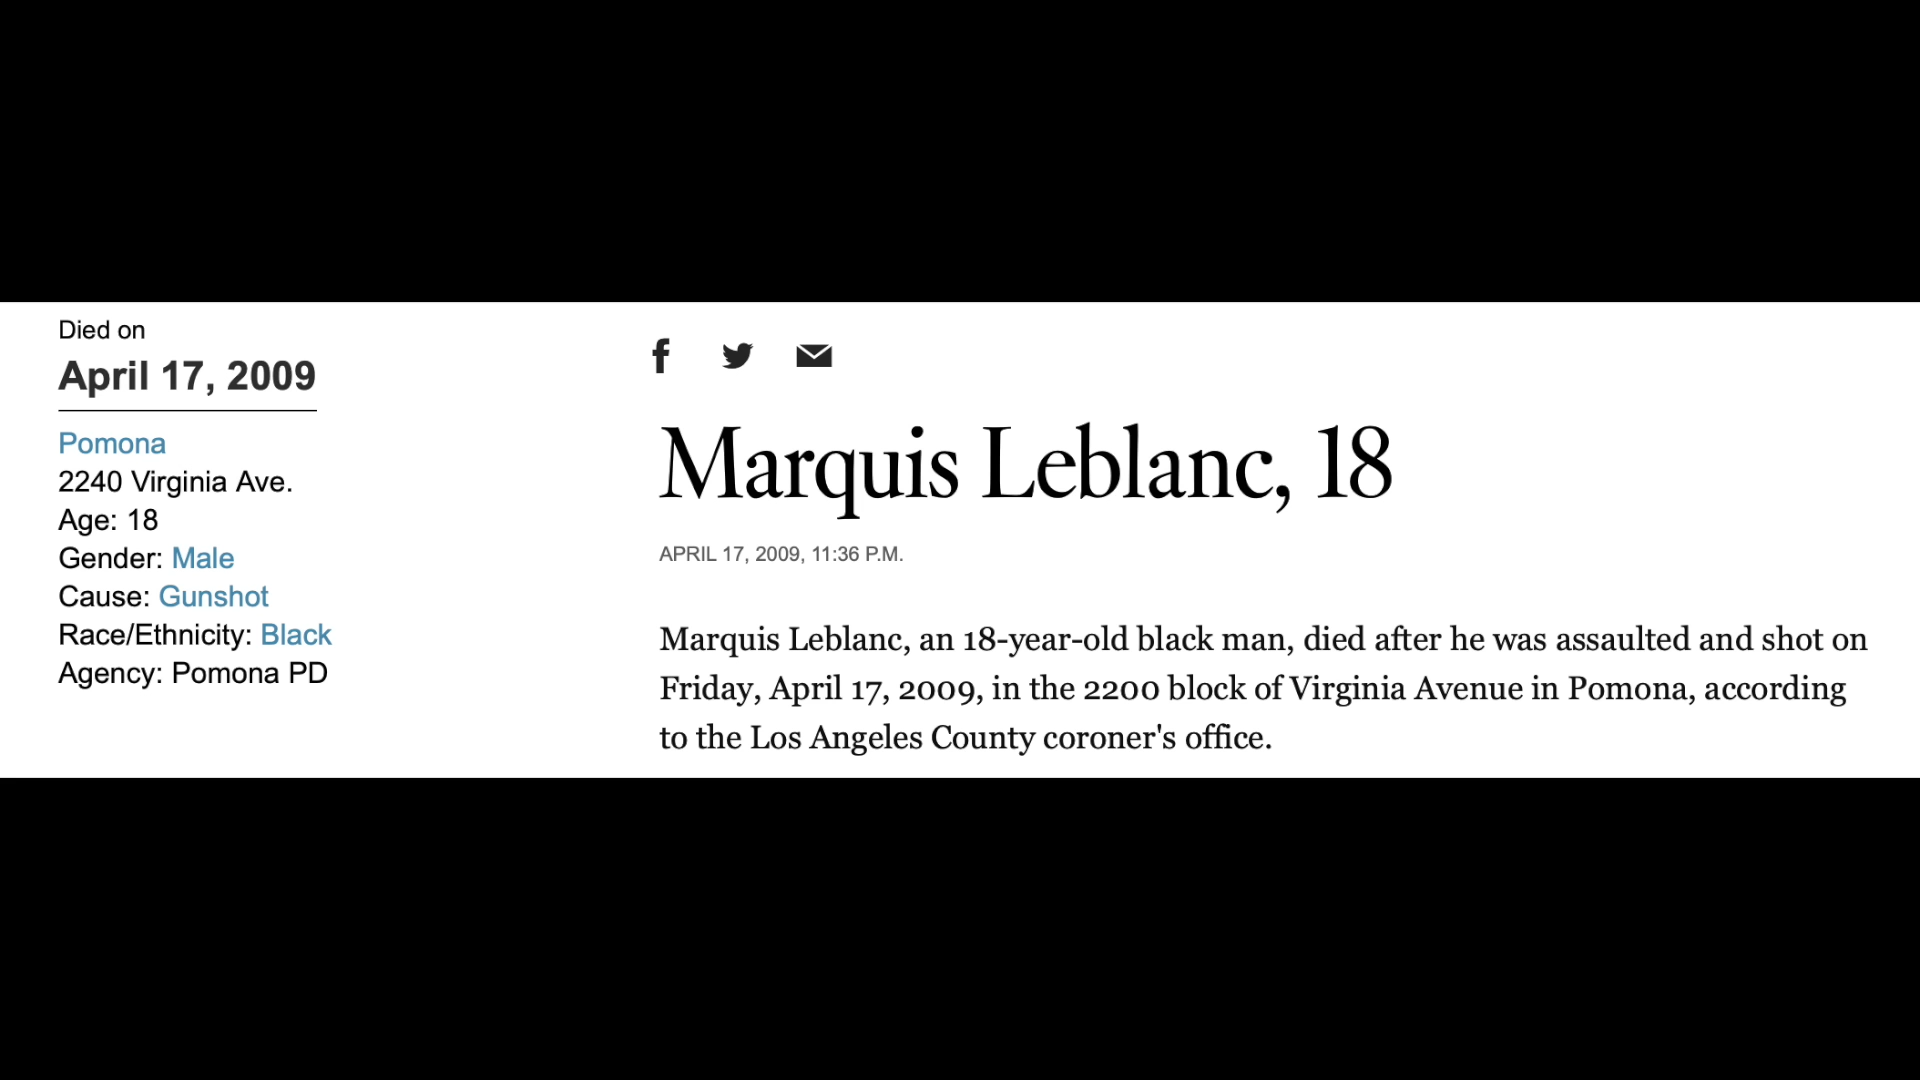 Died on
April 17, 2009
Pomona
2240 Virginia Ave.
Age: 18
Gender: Male
Cause: Gunshot
Race/Ethnicity: Black
Agency: Pomona PD
Marquis Leblanc, 18
APRIL 17, 2009, 11:36 P.M.
Marquis Leblanc, an 18-year-old black man, died after he was assaulted and shot on
Friday, April 17, 2009, in the 2200 block of Virginia Avenue in Pomona, according
to the Los Angeles County coroner's office.